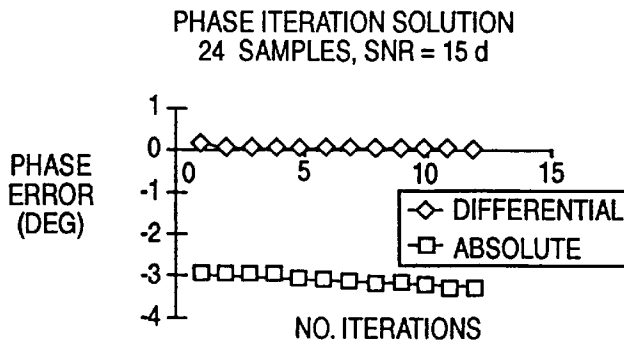 PHASE ITERATION SOLUTION
24 SAMPLES, SNR = 15 d
PHASE
ERROR
(DEG)
1
0
-1
-2
-3
-4
0 5 10 15
DIFFERENTIAL
ABSOLUTE
NO. ITERATIONS